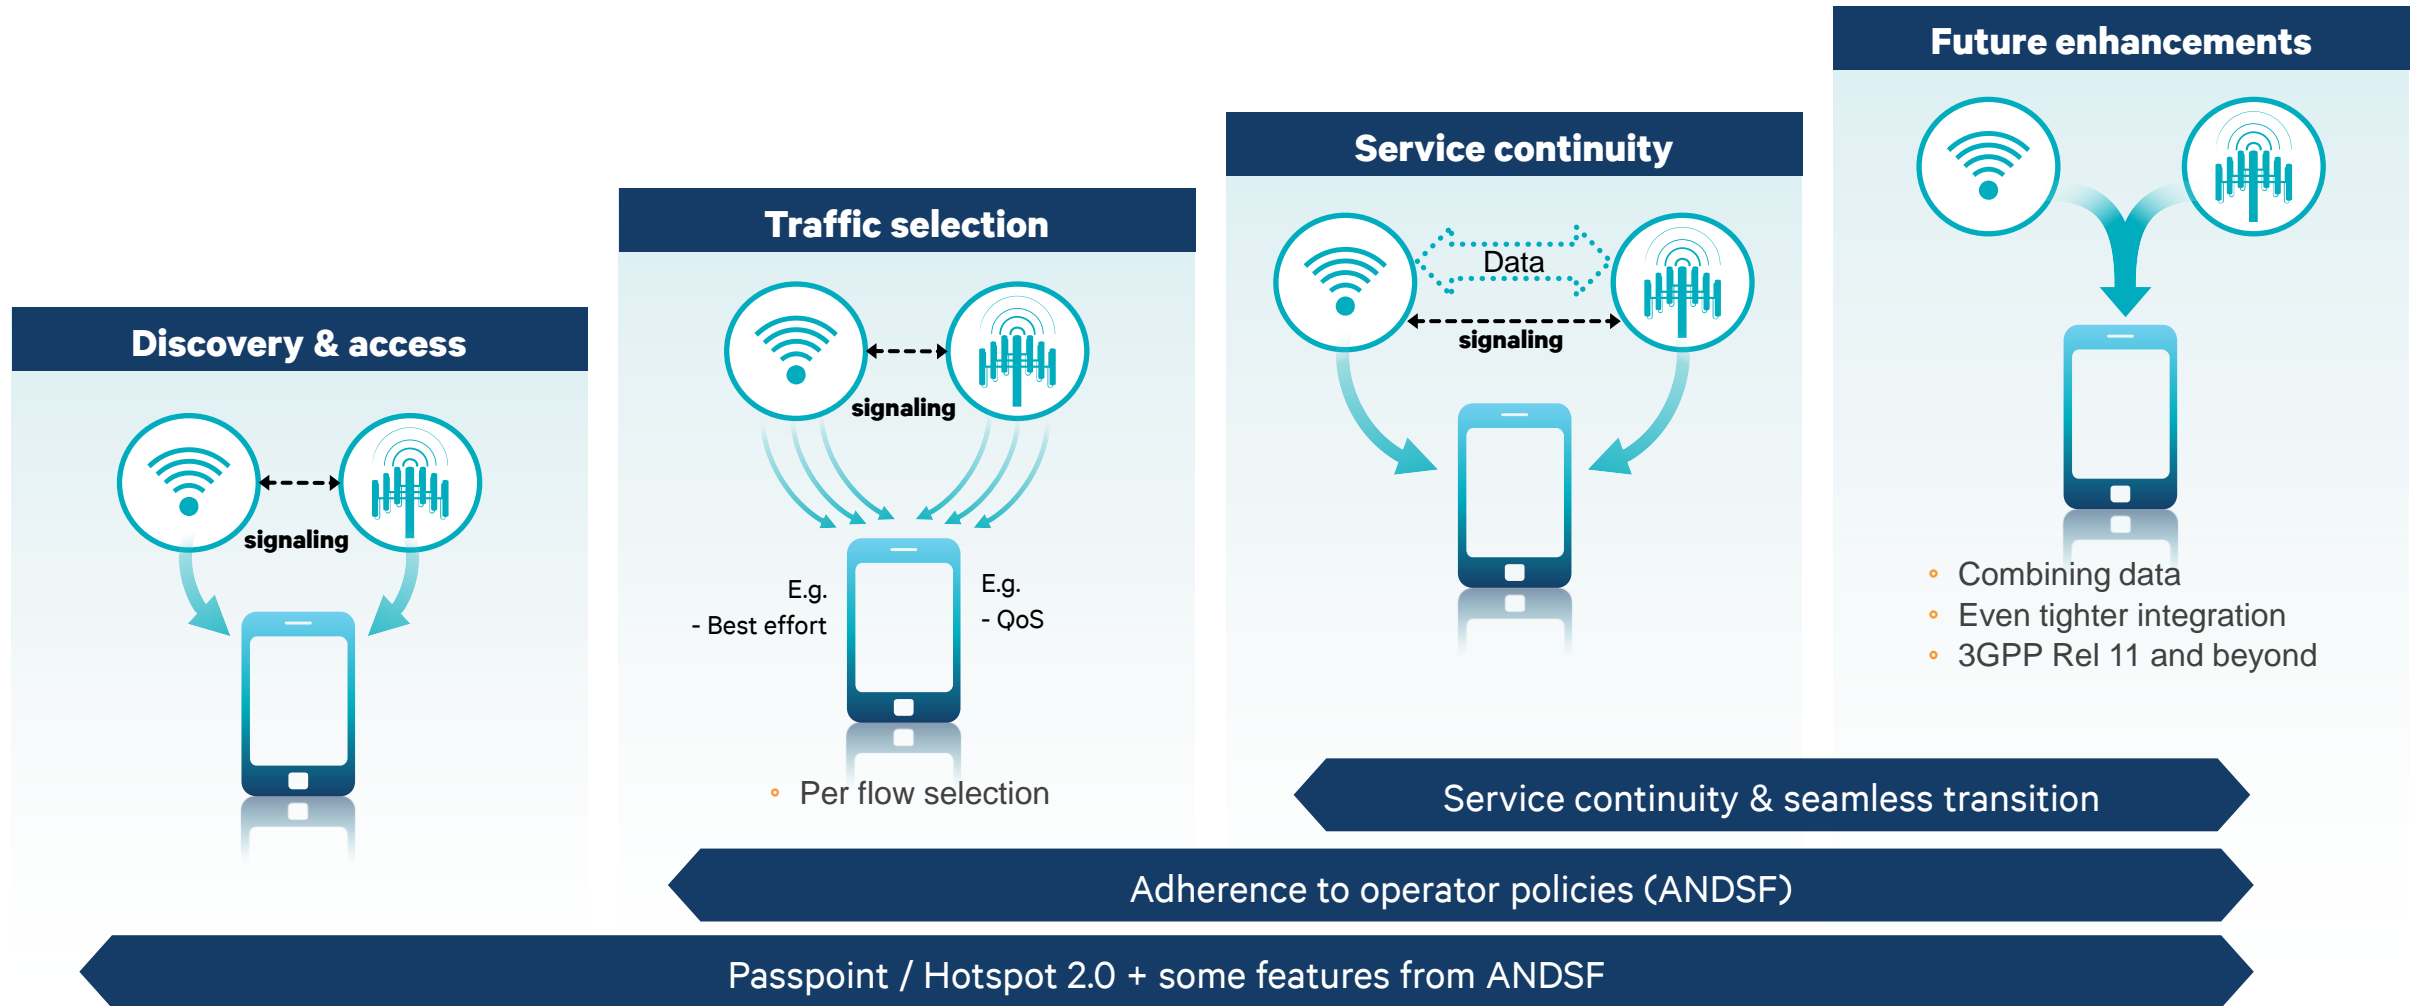 Discovery & access
signaling
Traffic selection
signaling
E.g.
- Best effort
E.g.
- QoS
Per flow selection
Service continuity
Data
signaling
Future enhancements
Combining data
Even tighter integration
3GPP Rel 11 and beyond
Service continuity & seamless transition
Adherence to operator policies (ANDSF)
Passpoint / Hotspot 2.0 + some features from ANDSF